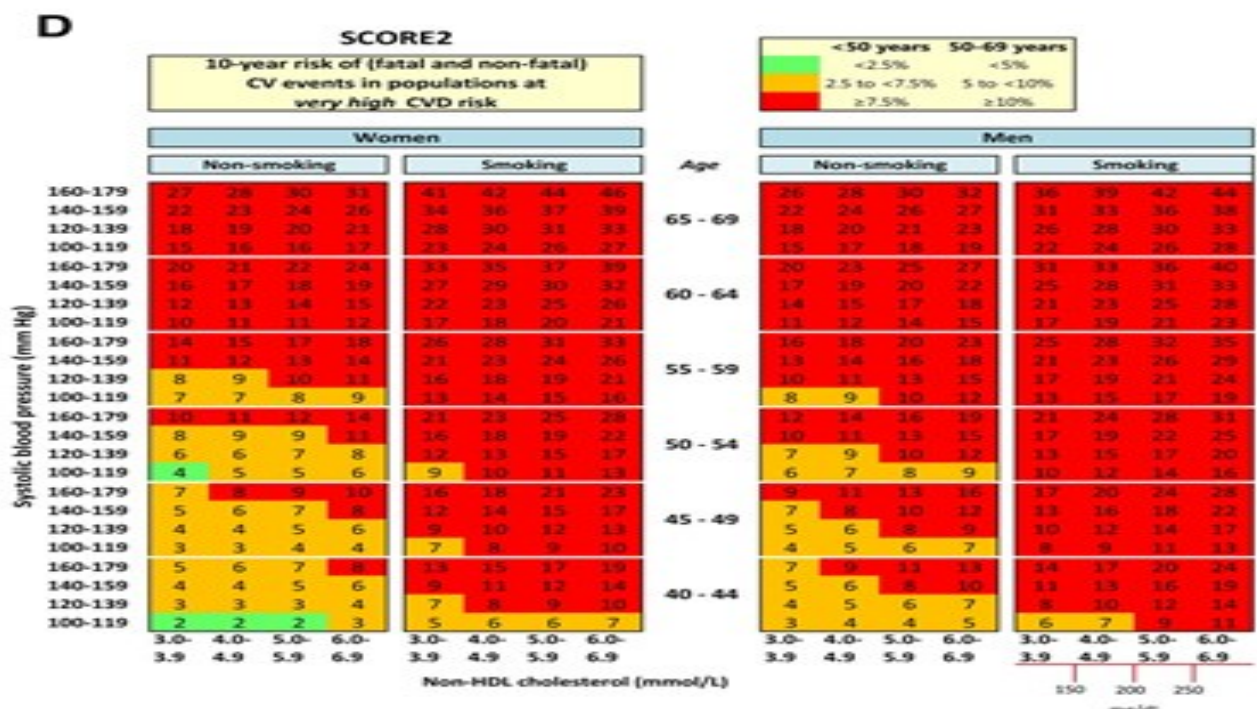 D
SCORE2
10-year risk of (fatal and non-fatal)
CV events in populations at
very high CVD risk
<50 years 50-69 years
<2.5% <5%
2.5 to <7.5% 5 to <10%
≥7.5% ≥10%
Women Men
Non-smoking Smoking Age Non-smoking Smoking
160-179 27 28 30 31 41 42 44 46 26 28 30 32 36 39 42 44
140-159 22 23 24 26 34 36 37 39 22 24 26 27 31 33 36 38
65 - 69
120-139 18 19 20 21 28 30 31 33 18 20 21 23 26 28 30 33
100-119 15 16 16 17 23 24 26 27 15 17 18 19 22 24 26 28
160-179 20 21 22 24 33 35 37 39 20 23 25 27 31 33 36 40
140-159 16 17 18 19 27 29 30 32 17 19 20 22 25 28 31 33
60 - 64
120-139 12 13 14 15 22 23 25 26 14 15 17 18 21 23 25 28
100-119 10 11 11 12 17 18 20 21 11 12 14 15 17 19 21 23
160-179 14 15 17 18 26 28 31 33 16 18 20 23 25 28 32 35
140-159 11 12 13 14 21 23 24 26 13 14 16 18 21 23 26 29
55 - 59
120-139 8 9 10 11 16 18 19 21 10 11 13 15 17 19 21 24
100-119 7 7 8 9 13 14 15 16 8 9 10 12 13 15 17 19
160-179 10 11 12 14 21 23 25 28 12 14 16 19 21 24 28 31
140-159 8 9 9 11 16 18 19 22 10 11 13 15 17 19 22 25
50 - 54
120-139 6 6 7 8 12 13 15 17 7 9 10 12 13 15 17 20
100-119 4 5 5 6 9 10 11 13 6 7 8 9 10 12 14 16
160-179 7 8 9 10 16 18 21 23 9 11 13 16 17 20 24 28
140-159 5 6 7 8 12 14 15 17 7 8 10 12 13 16 18 22
45 - 49
120-139 4 4 5 6 9 10 12 13 5 6 8 9 10 12 14 17
100-119 3 3 4 4 7 8 9 10 4 5 6 7 8 9 11 13
160-179 5 6 7 8 13 15 17 19 7 9 11 13 14 17 20 24
140-159 4 4 5 6 9 11 12 14 5 6 8 10 11 13 16 19
40 - 44
120-139 3 3 3 4 7 8 9 10 4 5 6 7 8 10 12 14
100-119 2 2 2 3 5 6 6 7 3 4 4 5 6 7 9 11
3.0- 4.0- 5.0- 6.0- 3.0- 4.0- 5.0- 6.0- 3.0- 4.0- 5.0- 6.0- 3.0- 4.0- 5.0- 6.0-
3.9 4.9 5.9 6.9 3.9 4.9 5.9 6.9 3.9 4.9 5.9 6.9 3.9 4.9 5.9 6.9
Systolic blood pressure (mm Hg)
Non-HDL cholesterol (mmol/L)
150 200 250